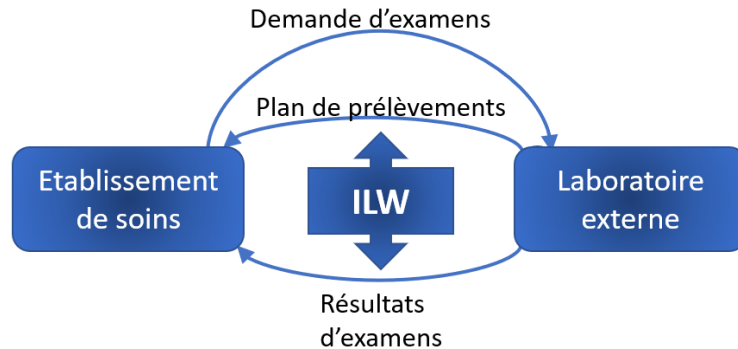 Demande d'examens
Plan de prélèvements
Etablissement
de soins
ILW
Laboratoire
externe
Résultats
d'examens